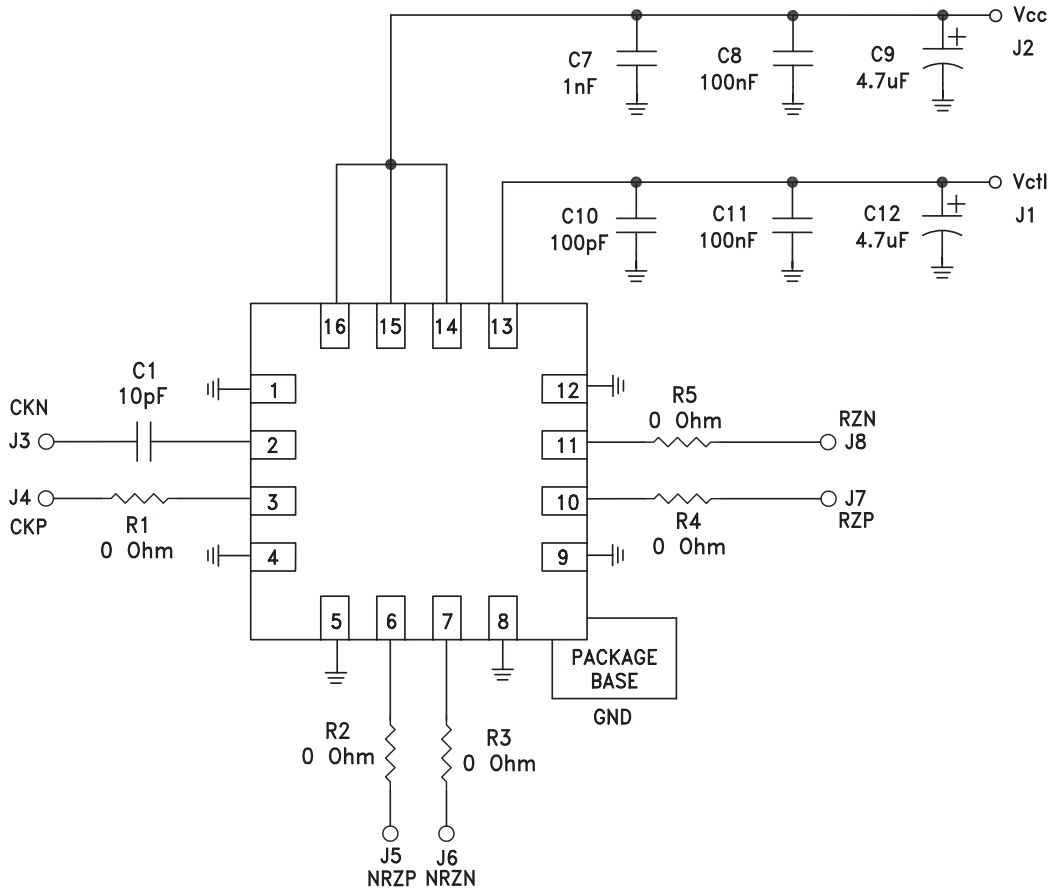 Vcc
J2
C7
1nF
C8
100nF
C9
4.7uF
+
Vctl
J1
C10
100pF
C11
100nF
C12
4.7uF
+
16
15
14
13
C1
10pF
CKN
J3
J4
CKP
R1
0 Ohm
1
2
3
4
12
11
10
9
R5
0 Ohm
RZN
J8
J7
RZP
R4
0 Ohm
5
6
7
8
PACKAGE
BASE
GND
R2
0 Ohm
R3
0 Ohm
J5
NRZP
J6
NRZN